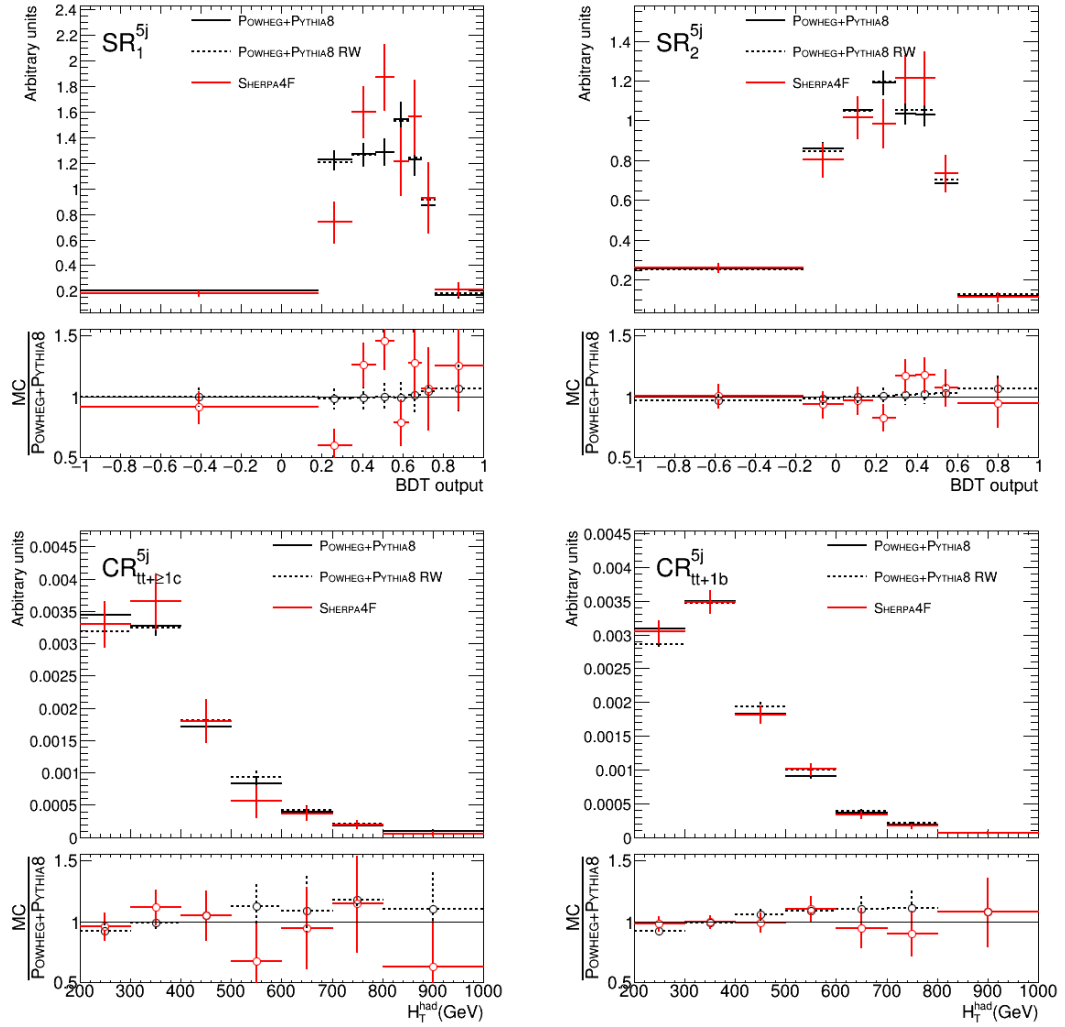 Arbitrary units
SR₁⁵ʲ
POWHEG+PYTHIA8
POWHEG+PYTHIA8 RW
SHERPA4F
2.4
2.2
2
1.8
1.6
1.4
1.2
1
0.8
0.6
0.4
0.2
MC
POWHEG+PYTHIA8
1.5
1
0.5
−1 −0.8 −0.6 −0.4 −0.2 0 0.2 0.4 0.6 0.8 1
BDT output
Arbitrary units
SR₂⁵ʲ
POWHEG+PYTHIA8
POWHEG+PYTHIA8 RW
SHERPA4F
1.4
1.2
1
0.8
0.6
0.4
0.2
MC
POWHEG+PYTHIA8
1.5
1
0.5
−1 −0.8 −0.6 −0.4 −0.2 0 0.2 0.4 0.6 0.8 1
BDT output
Arbitrary units
CR⁵ʲ tt+≥1c
POWHEG+PYTHIA8
POWHEG+PYTHIA8 RW
SHERPA4F
0.0045
0.004
0.0035
0.003
0.0025
0.002
0.0015
0.001
0.0005
0
MC
POWHEG+PYTHIA8
1.5
1
0.5
200 300 400 500 600 700 800 900 1000
H_T^had(GeV)
Arbitrary units
CR⁵ʲ tt+1b
POWHEG+PYTHIA8
POWHEG+PYTHIA8 RW
SHERPA4F
0.0045
0.004
0.0035
0.003
0.0025
0.002
0.0015
0.001
0.0005
0
MC
POWHEG+PYTHIA8
1.5
1
0.5
200 300 400 500 600 700 800 900 1000
H_T^had(GeV)